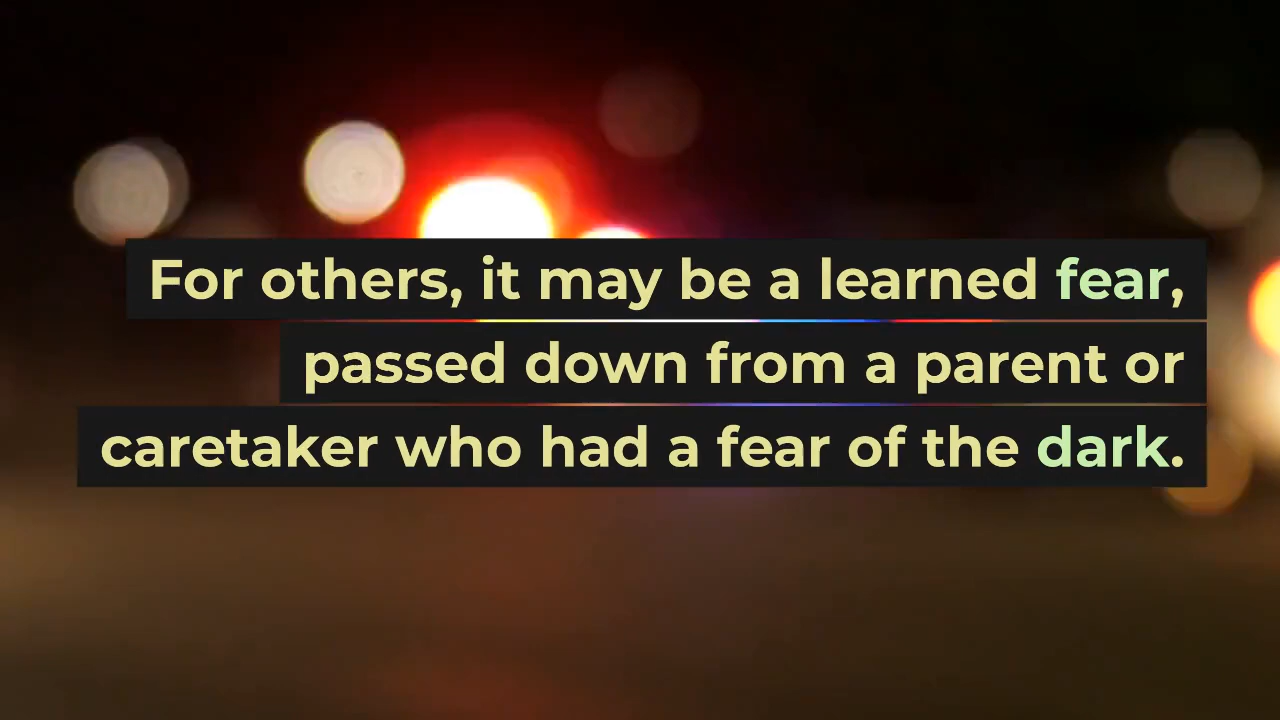 For others, it may be a learned fear,
passed down from a parent or
caretaker who had a fear of the dark.